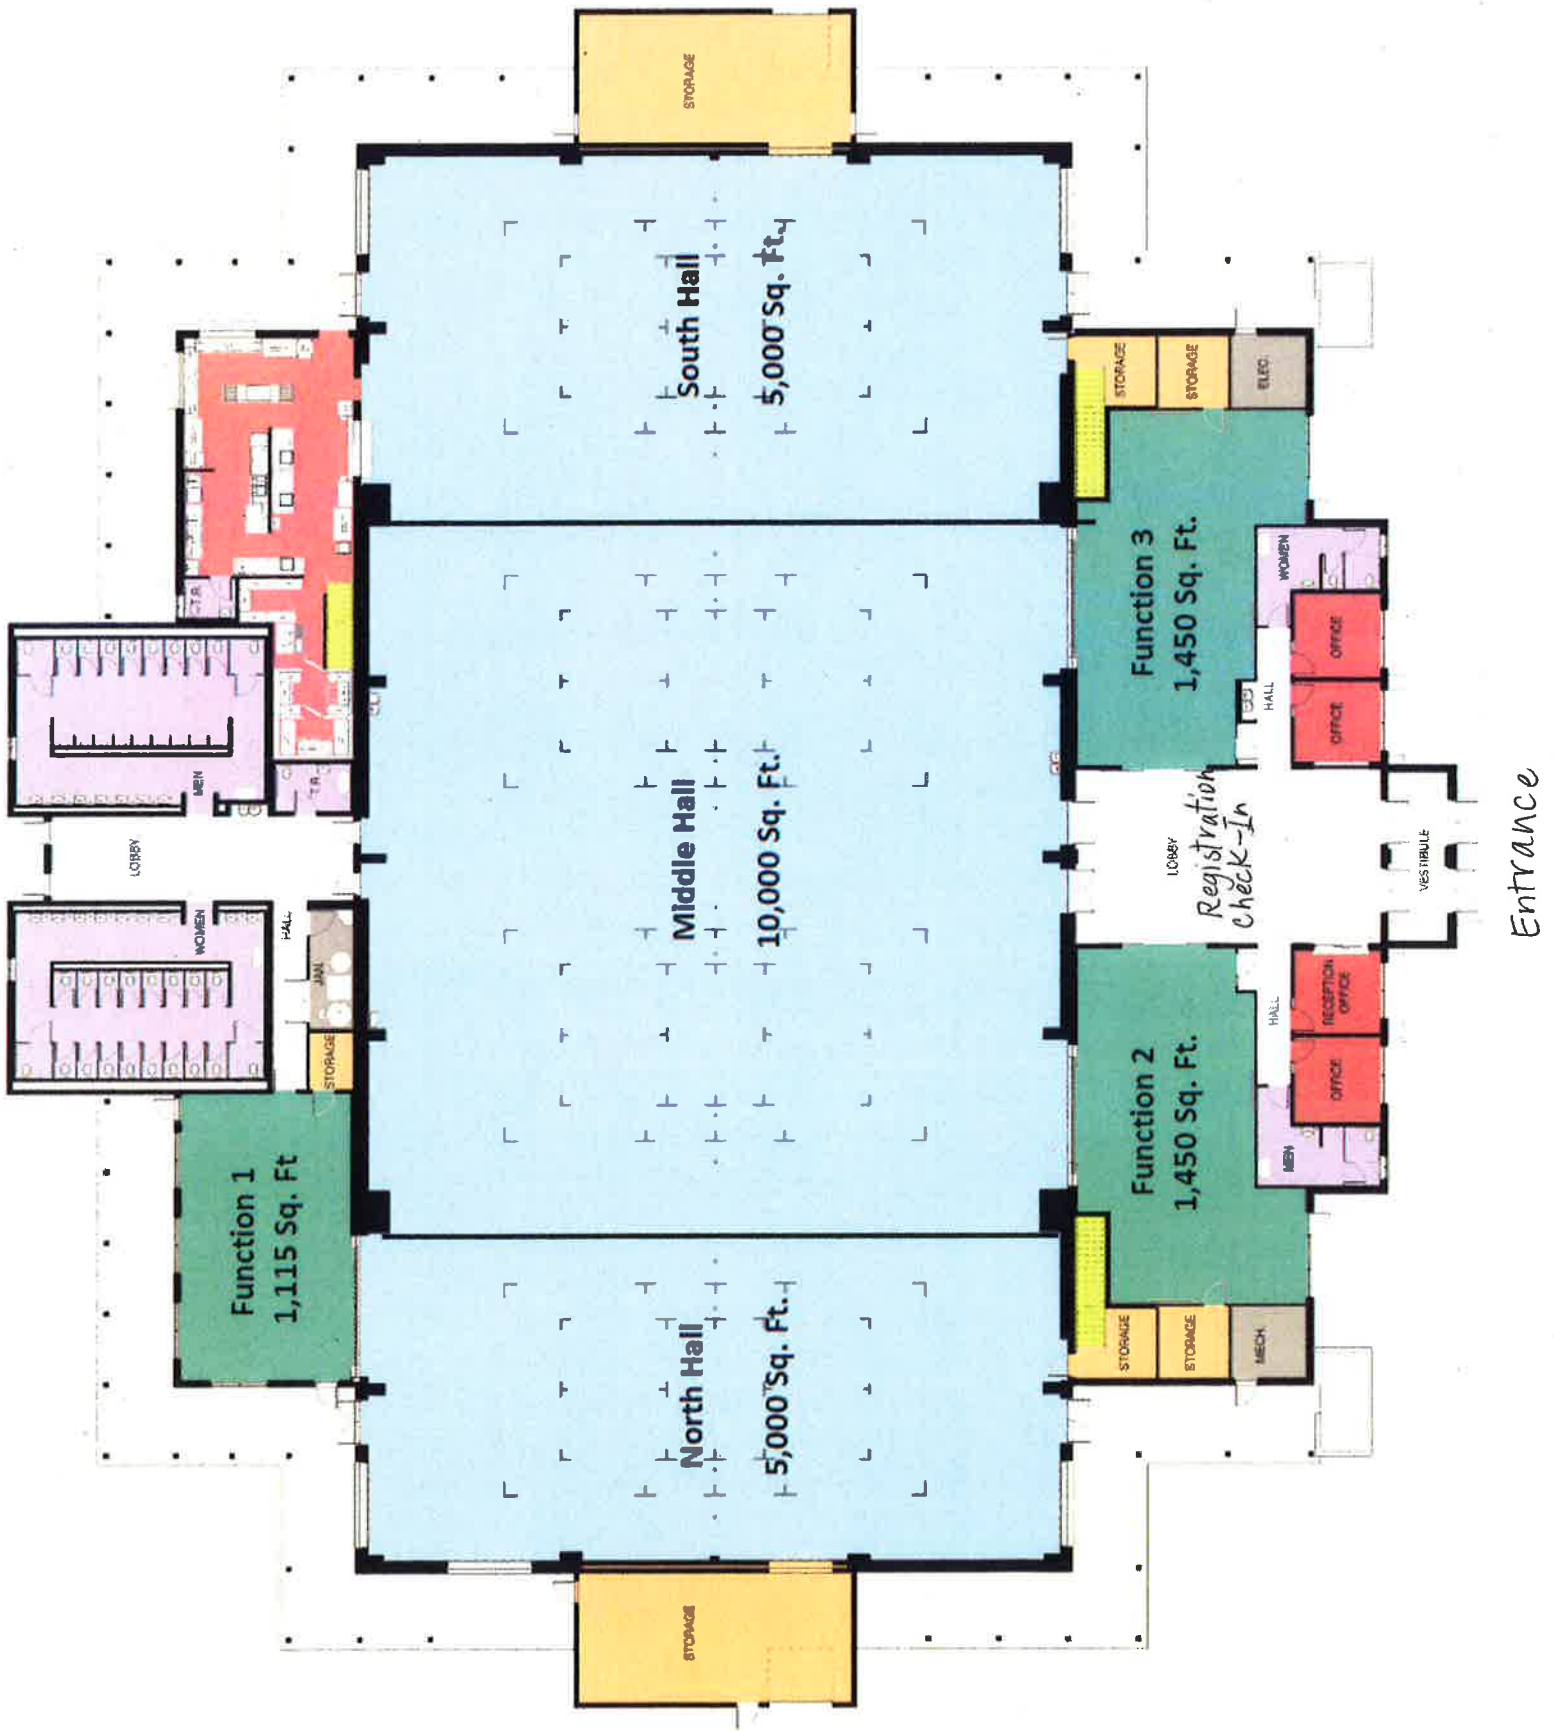 LOBBY
WOMEN
MEN
T.R.
Function 1
1,115 Sq. Ft
HALL
STORAGE
JAN.
T.R.
STORAGE
North Hall
5,000 Sq. Ft.
Middle Hall
10,000 Sq. Ft.
South Hall
5,000 Sq. Ft.
STORAGE
STORAGE
STORAGE
MECH.
Function 2
1,450 Sq. Ft.
LOBBY
Registration
Check-In
Function 3
1,450 Sq. Ft.
STORAGE
STORAGE
ELEC.
MEN
HALL
OFFICE
RECEPTION
OFFICE
HALL
WOMEN
OFFICE
OFFICE
VESTIBULE
Entrance